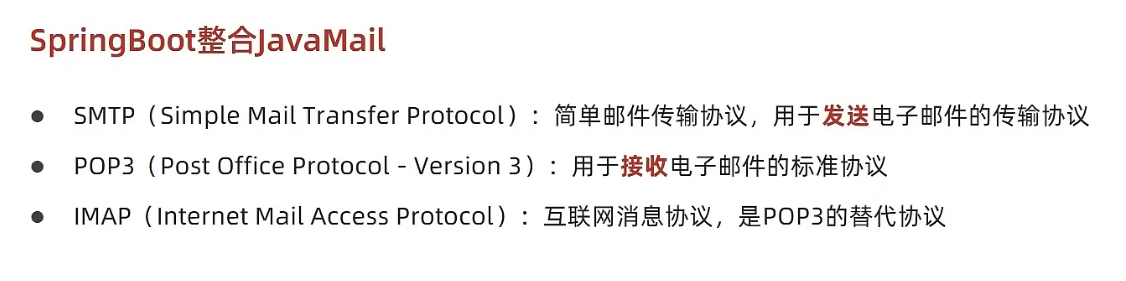 SpringBoot整合JavaMail
● SMTP（Simple Mail Transfer Protocol）：简单邮件传输协议，用于发送电子邮件的传输协议
● POP3（Post Office Protocol - Version 3）：用于接收电子邮件的标准协议
● IMAP（Internet Mail Access Protocol）：互联网消息协议，是POP3的替代协议